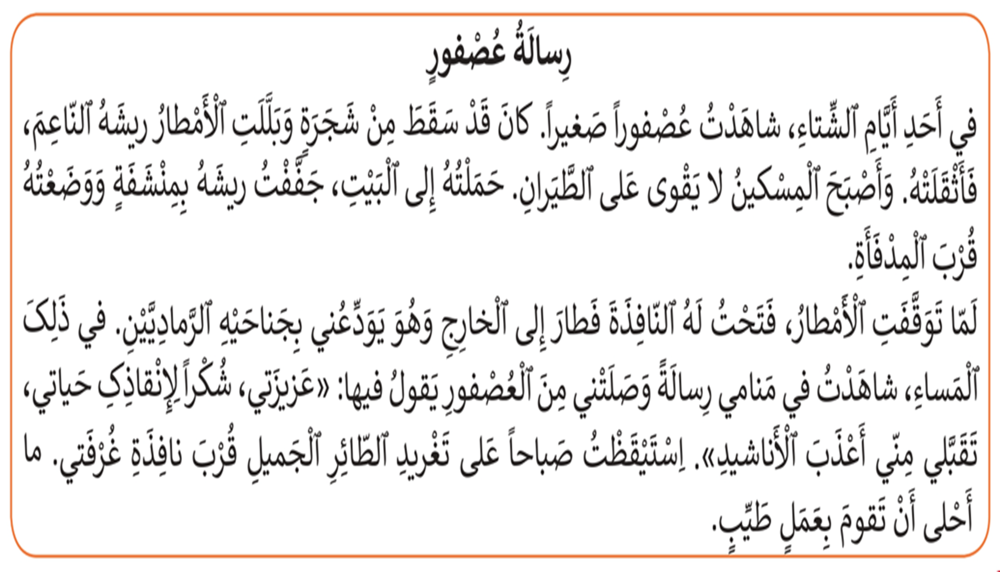 رِسالَةُ عُصْفورٍ
في أَحَدِ أَيَّامِ ٱلشِّتاءِ، شاهَدْتُ عُصْفوراً صَغيراً. كانَ قَدْ سَقَطَ مِنْ شَجَرَةٍ وَبَلَّلَتِ ٱلْأَمْطارُ ريشَهُ ٱلنّاعِمَ،
فَأَثْقَلَتْهُ. وَأَصْبَحَ ٱلْمِسْكينُ لا يَقْوى عَلى ٱلطَّيَرانِ. حَمَلْتُهُ إِلى ٱلْبَيْتِ، جَفَّفْتُ ريشَهُ بِمِنْشَفَةٍ وَوَضَعْتُهُ
قُرْبَ ٱلْمِدْفَأَةِ.
لَمّا تَوَقَّفَتِ ٱلْأَمْطارُ، فَتَحْتُ لَهُ ٱلنّافِذَةَ فَطارَ إِلى ٱلْخارِجِ وَهُوَ يَوَدِّعُني بِجَناحَيْهِ ٱلرَّمادِيَّيْنِ. في ذَلِکَ
ٱلْمَساءِ، شاهَدْتُ في مَنامي رِسالَةً وَصَلَتْني مِنَ ٱلْعُصْفورِ يَقولُ فيها: «عَزيزَتي، شُكْراً لِإِنْقاذِکِ حَياتي،
تَقَبَّلي مِنّي أَعْذَبَ ٱلْأَناشيدِ». اِسْتَيْقَظْتُ صَباحاً عَلى تَغْريدِ ٱلطّائِرِ ٱلْجَميلِ قُرْبَ نافِذَةِ غُرْفَتي. ما
أَحْلى أَنْ تَقومَ بِعَمَلٍ طَيِّبٍ.